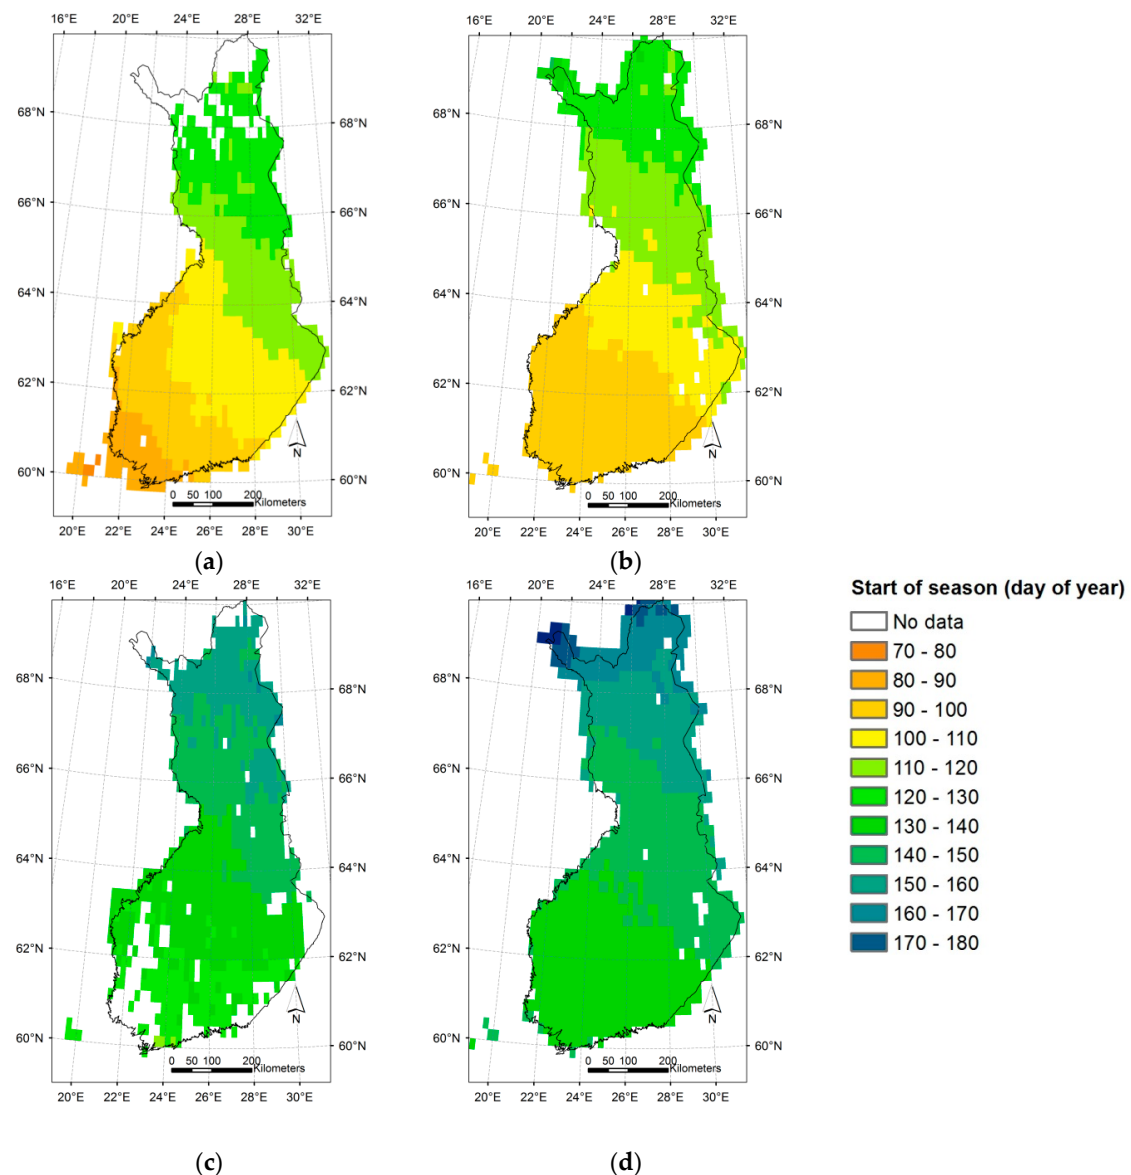 16°E 20°E 24°E 28°E 32°E
68°N 68°N
66°N 66°N
64°N 64°N
62°N 62°N
60°N 60°N
N
0 50 100 200
Kilometers
20°E 22°E 24°E 26°E 28°E 30°E
(a)
16°E 20°E 24°E 28°E 32°E
68°N 68°N
66°N 66°N
64°N 64°N
62°N 62°N
60°N 60°N
N
0 50 100 200
Kilometers
20°E 22°E 24°E 26°E 28°E 30°E
(b)
16°E 20°E 24°E 28°E 32°E
68°N 68°N
66°N 66°N
64°N 64°N
62°N 62°N
60°N 60°N
N
0 50 100 200
Kilometers
20°E 22°E 24°E 26°E 28°E 30°E
(c)
16°E 20°E 24°E 28°E 32°E
68°N 68°N
66°N 66°N
64°N 64°N
62°N 62°N
60°N 60°N
N
0 50 100 200
Kilometers
20°E 22°E 24°E 26°E 28°E 30°E
(d)
Start of season (day of year)
No data
70 - 80
80 - 90
90 - 100
100 - 110
110 - 120
120 - 130
130 - 140
140 - 150
150 - 160
160 - 170
170 - 180